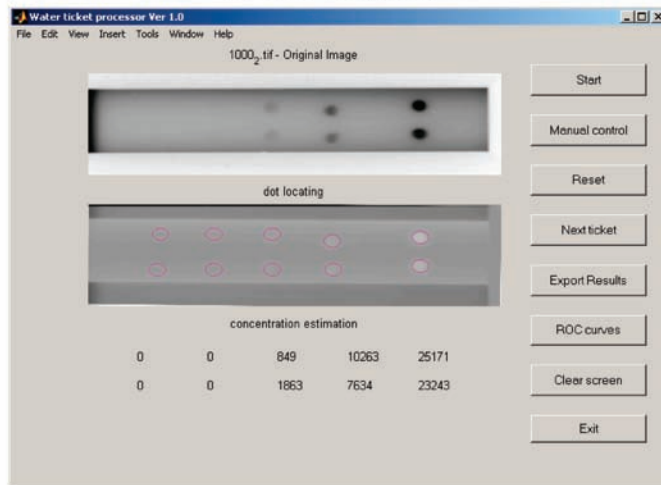 Water ticket processor Ver 1.0
File Edit View Insert Tools Window Help
1000₂.tif - Original Image
Start
Manual control
Reset
dot locating
Next ticket
Export Results
concentration estimation
ROC curves
0 0 849 10263 25171
0 0 1863 7634 23243
Clear screen
Exit